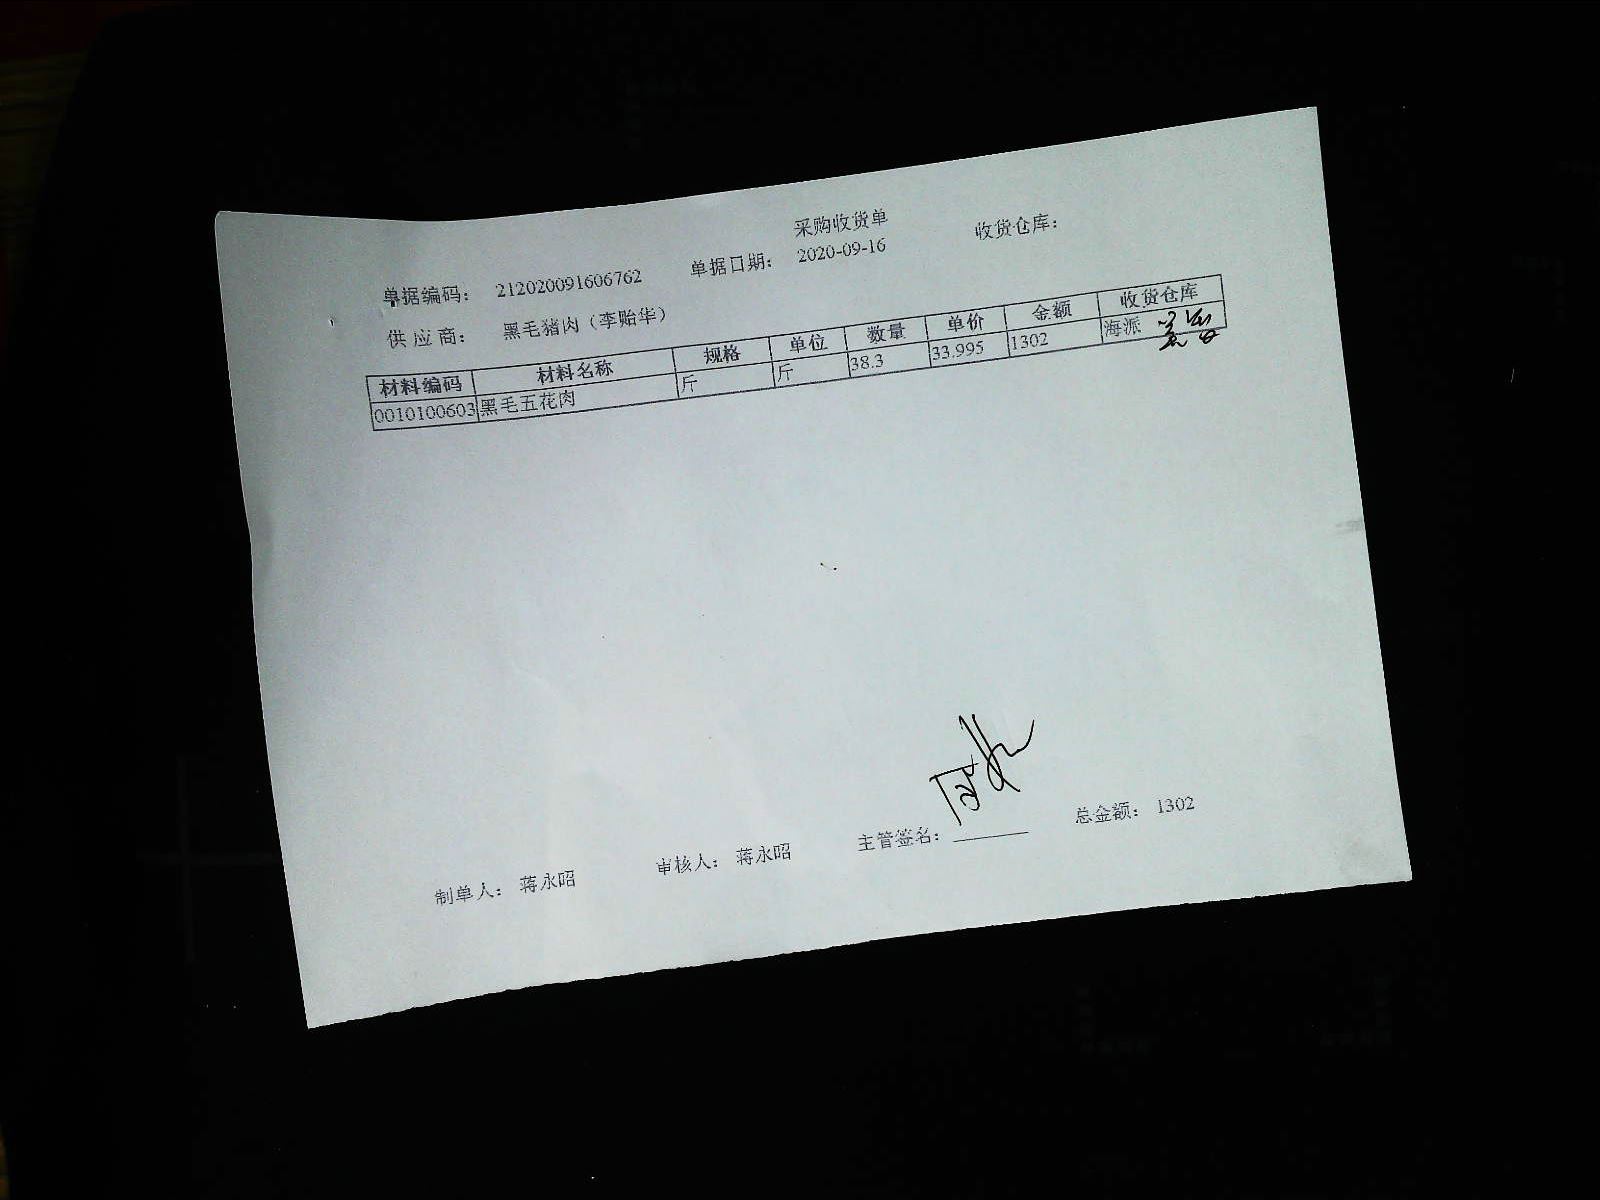 采购收货单
单据编码： 212020091606762 单据日期： 2020-09-16 收货仓库：
供 应 商： 黑毛猪肉（李贻华）
材料编码 材料名称 规格 单位 数量 单价 金额 收货仓库
0010100603 黑毛五花肉 斤 斤 38.3 33.995 1302 海派
制单人： 蒋永昭 审核人： 蒋永昭 主管签名： 总金额： 1302